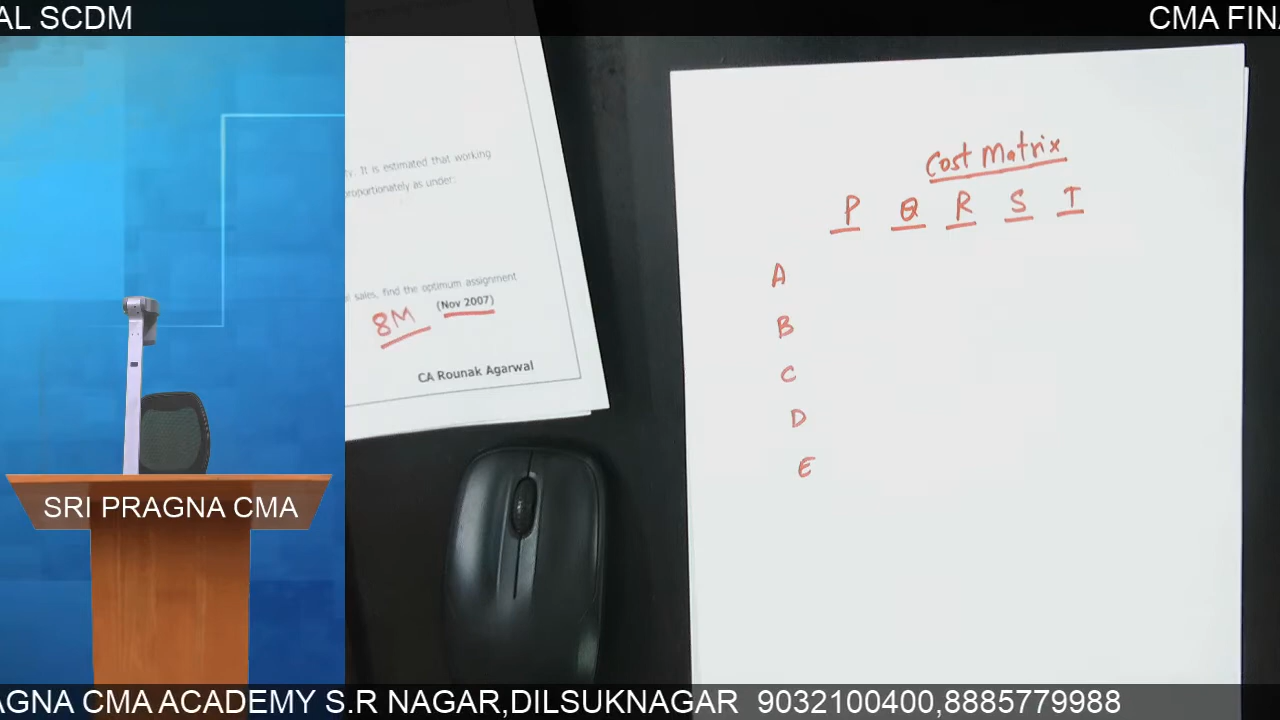 AL SCDM
CMA FINA
ty. It is estimated that working
proportionately as under:
sales, find the optimum assignment
8M (Nov 2007)
CA Rounak Agarwal
Cost Matrix
P Q R S T
A
B
C
D
E
SRI PRAGNA CMA
AGNA CMA ACADEMY S.R NAGAR,DILSUKNAGAR 9032100400,8885779988